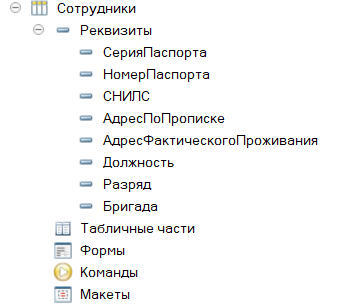 Сотрудники
Реквизиты
СерияПаспорта
НомерПаспорта
СНИЛС
АдресПоПрописке
АдресФактическогоПроживания
Должность
Разряд
Бригада
Табличные части
Формы
Команды
Макеты